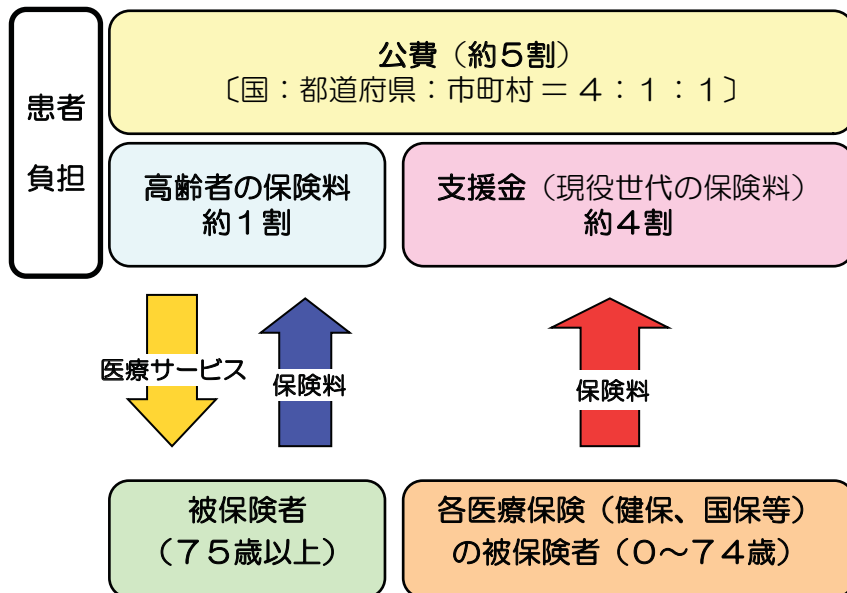 患者
負担
公費（約５割）
〔国：都道府県：市町村＝４：１：１〕
高齢者の保険料
約１割
支援金（現役世代の保険料）
約４割
医療サービス
保険料
保険料
被保険者
（７５歳以上）
各医療保険（健保、国保等）
の被保険者（０～７４歳）